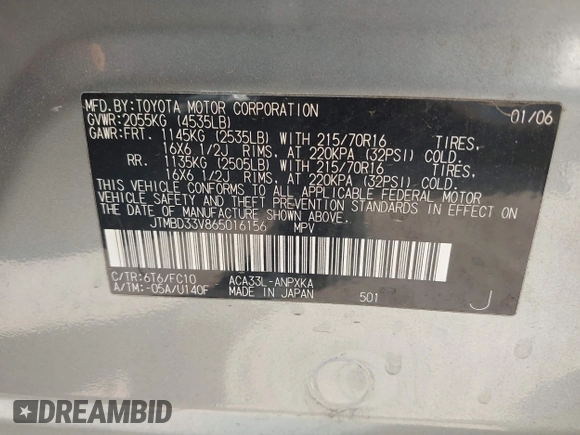 MFD.BY:TOYOTA MOTOR CORPORATION 01/06
GVWR:2055KG (4535LB)
GAWR:FRT. 1145KG (2535LB) WITH 215/70R16 TIRES,
16X6 1/2J RIMS, AT 220KPA (32PSI) COLD.
RR. 1135KG (2505LB) WITH 215/70R16 TIRES,
16X6 1/2J RIMS, AT 220KPA (32PSI) COLD.
THIS VEHICLE CONFORMS TO ALL APPLICABLE FEDERAL MOTOR
VEHICLE SAFETY AND THEFT PREVENTION STANDARDS IN EFFECT ON
THE DATE OF MANUFACTURE SHOWN ABOVE.
JTMBD33V865016156 MPV
C/TR:6T6/FC10 ACA33L-ANPXKA
A/TM:-05A/U140F MADE IN JAPAN 501 J
DREAMBID